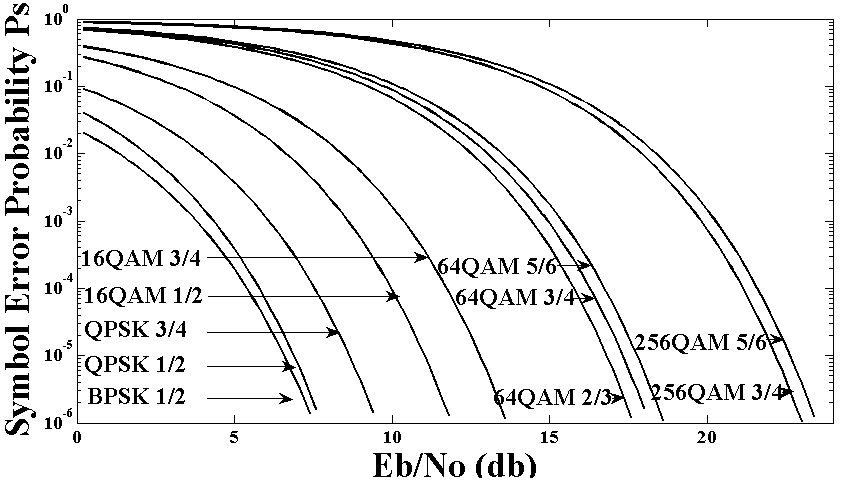 Symbol Error Probability Ps
10^0
10^-1
10^-2
10^-3
10^-4
10^-5
10^-6
16QAM 3/4
16QAM 1/2
QPSK 3/4
QPSK 1/2
BPSK 1/2
64QAM 5/6
64QAM 3/4
64QAM 2/3
256QAM 5/6
256QAM 3/4
0 5 10 15 20
Eb/No (db)